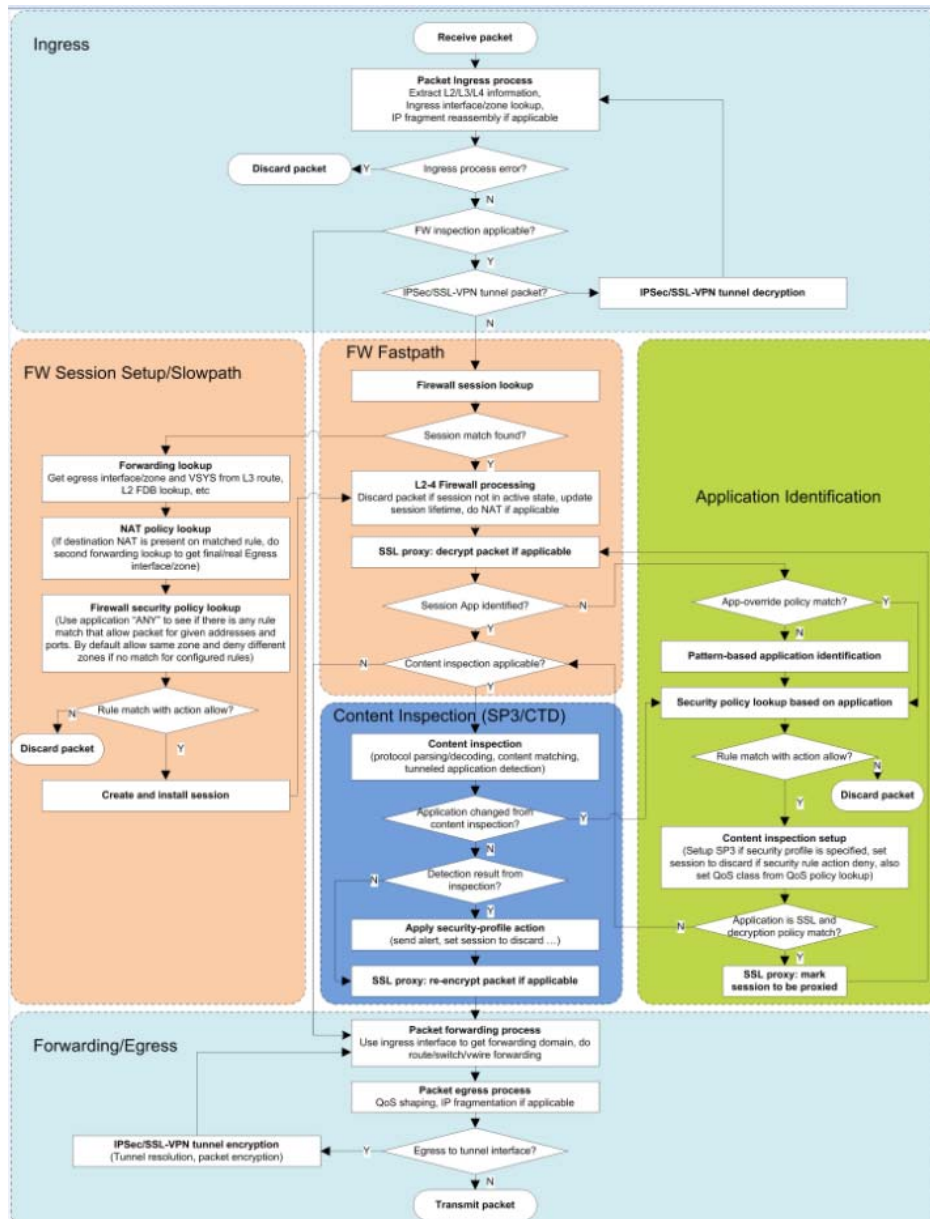 Ingress
Receive packet
Packet Ingress process
Extract L2/L3/L4 information,
Ingress interface/zone lookup,
IP fragment reassembly if applicable
Ingress process error?
Y
Discard packet
N
FW inspection applicable?
Y
IPSec/SSL-VPN tunnel packet?
Y
IPSec/SSL-VPN tunnel decryption
N
FW Session Setup/Slowpath
Forwarding lookup
Get egress interface/zone and VSYS from L3 route,
L2 FDB lookup, etc
NAT policy lookup
(If destination NAT is present on matched rule, do
second forwarding lookup to get final/real Egress
interface/zone)
Firewall security policy lookup
(Use application "ANY" to see if there is any rule
match that allow packet for given addresses and
ports. By default allow same zone and deny different
zones if no match for configured rules)
Rule match with action allow?
N
Discard packet
Y
Create and install session
FW Fastpath
Firewall session lookup
Session match found?
Y
L2-4 Firewall processing
Discard packet if session not in active state, update
session lifetime, do NAT if applicable
SSL proxy: decrypt packet if applicable
Session App identified?
N
Y
Content inspection applicable?
N
Y
Content Inspection (SP3/CTD)
Content inspection
(protocol parsing/decoding, content matching,
tunneled application detection)
Application changed from
content inspection?
Y
N
Detection result from
inspection?
N
Y
Apply security-profile action
(send alert, set session to discard ...)
SSL proxy: re-encrypt packet if applicable
Application Identification
App-override policy match?
Y
N
Pattern-based application identification
Security policy lookup based on application
Rule match with action allow?
N
Discard packet
Y
Content inspection setup
(Setup SP3 if security profile is specified, set
session to discard if security rule action deny, also
set QoS class from QoS policy lookup)
Application is SSL and
decryption policy match?
N
Y
SSL proxy: mark
session to be proxied
Forwarding/Egress
Packet forwarding process
Use ingress interface to get forwarding domain, do
route/switch/vwire forwarding
Packet egress process
QoS shaping, IP fragmentation if applicable
Egress to tunnel interface?
Y
IPSec/SSL-VPN tunnel encryption
(Tunnel resolution, packet encryption)
N
Transmit packet